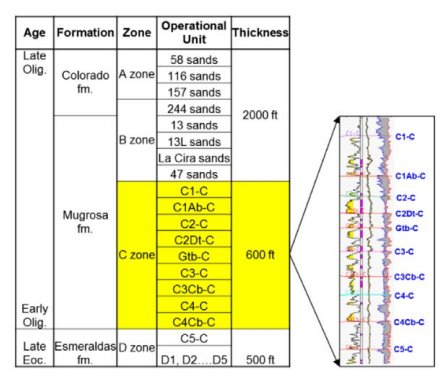 Age Formation Zone Operational Unit Thickness
Late Olig.
Colorado fm.
A zone
58 sands
116 sands
157 sands
244 sands
2000 ft
Mugrosa fm.
B zone
13 sands
13L sands
La Cira sands
47 sands
C zone
C1-C
C1Ab-C
C2-C
C2Dt-C
Gtb-C
C3-C
C3Cb-C
C4-C
C4Cb-C
600 ft
Early Olig.
Late Eoc.
Esmeraldas fm.
D zone
C5-C
D1, D2....D5
500 ft
C1-C
C1Ab-C
C2-C
C2Dt-C
Gtb-C
C3-C
C3Cb-C
C4-C
C4Cb-C
C5-C